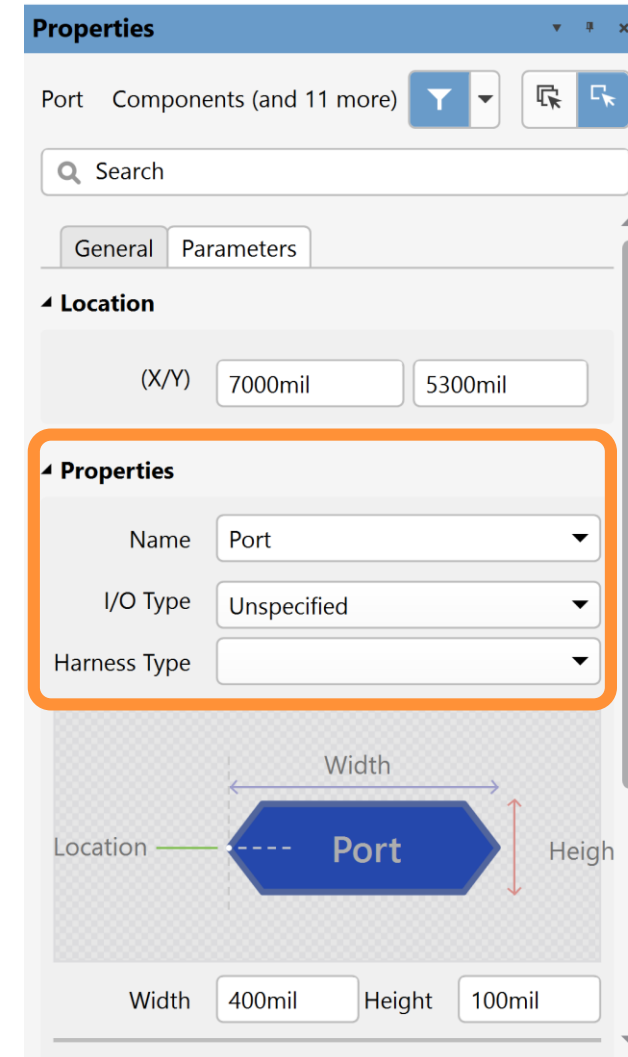 Properties
Port Components (and 11 more)
Search
General Parameters
Location
(X/Y) 7000mil 5300mil
Properties
Name Port
I/O Type Unspecified
Harness Type
Width
Location Port Heigh
Width 400mil Height 100mil